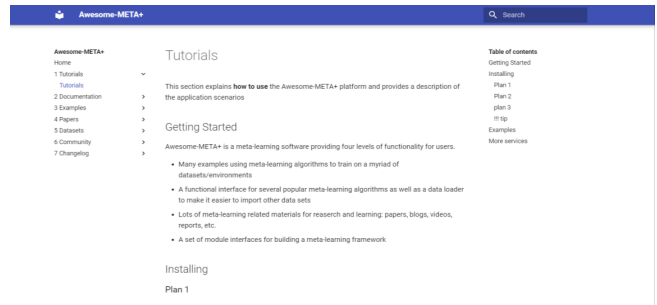 Awesome-META+
Search
Awesome-META+
Home
1 Tutorials
Tutorials
2 Documentation
3 Examples
4 Papers
5 Datasets
6 Community
7 Changelog
Tutorials
This section explains how to use the Awesome-META+ platform and provides a description of
the application scenarios
Getting Started
Awesome-META+ is a meta-learning software providing four levels of functionality for users.
• Many examples using meta-learning algorithms to train on a myriad of
datasets/environments
• A functional interface for several popular meta-learning algorithms as well as a data loader
to make it easier to import other data sets
• Lots of meta-learning related materials for reaserch and learning: papers, blogs, videos,
reports, etc.
• A set of module interfaces for building a meta-learning framework
Installing
Plan 1
Table of contents
Getting Started
Installing
Plan 1
Plan 2
plan 3
!!! tip
Examples
More services